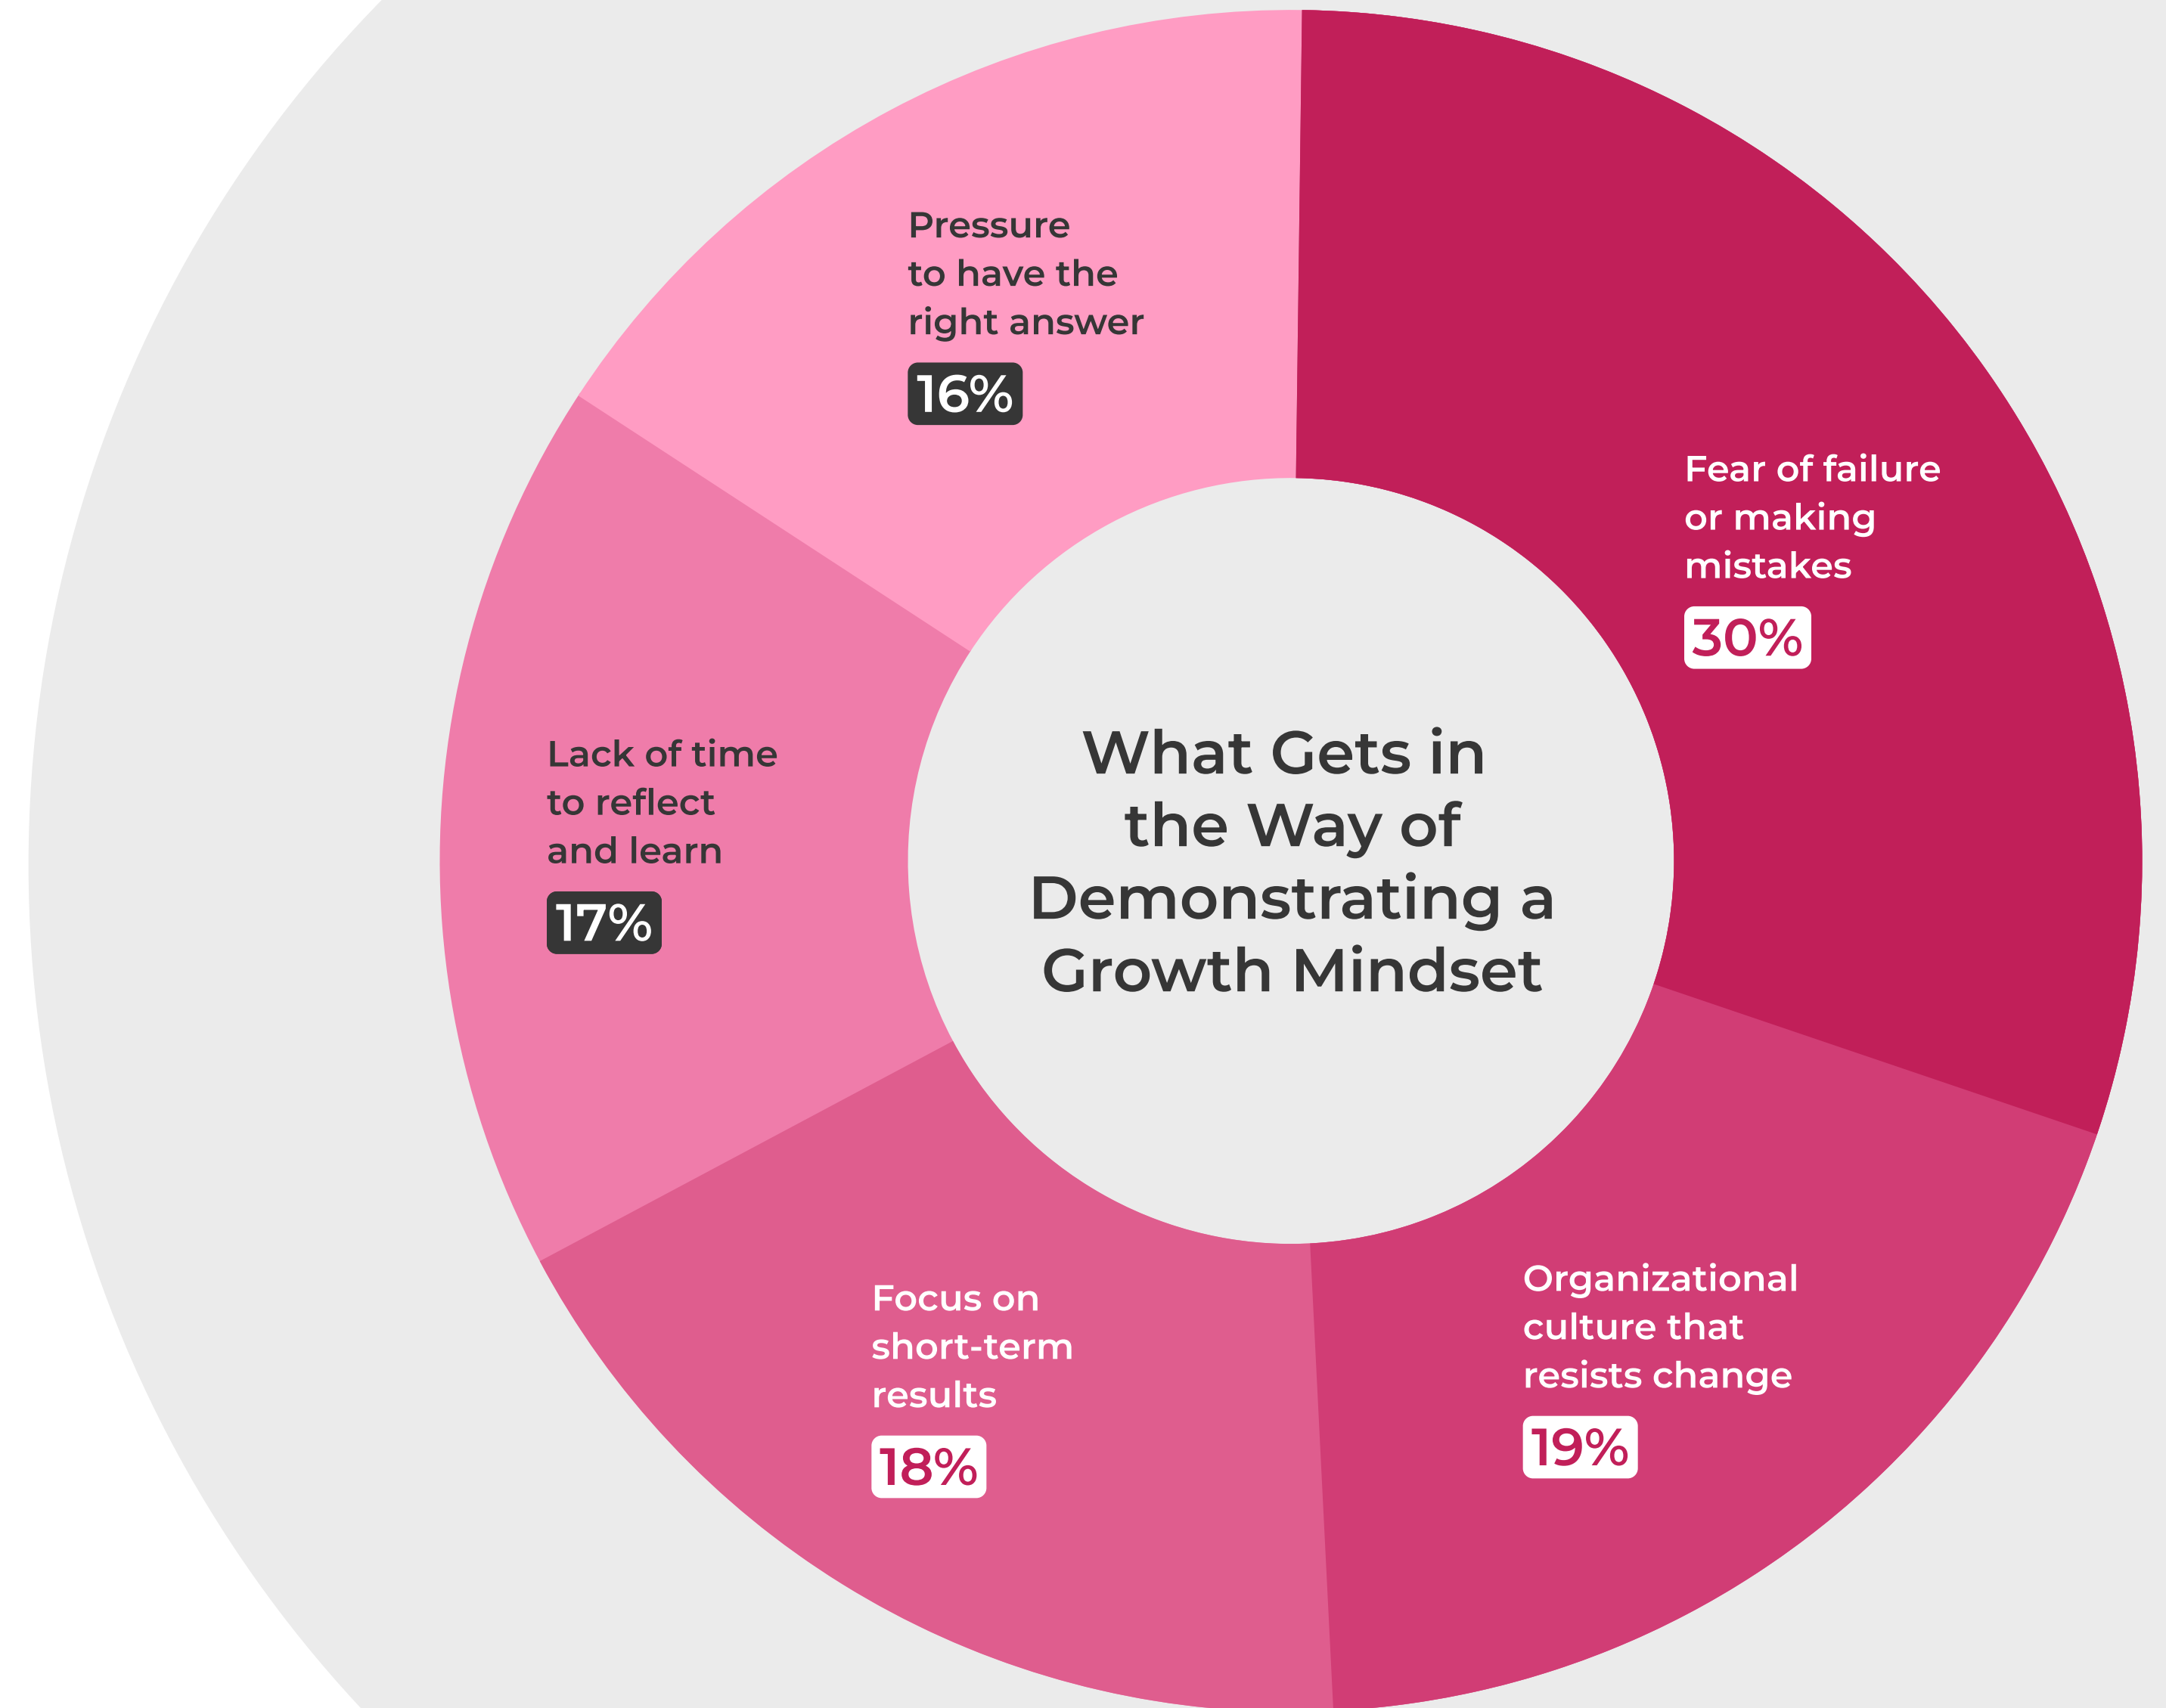 Pressure
to have the
right answer
16%
Fear of failure
or making
mistakes
30%
Lack of time
to reflect
and learn
17%
What Gets in
the Way of
Demonstrating a
Growth Mindset
Focus on
short-term
results
18%
Organizational
culture that
resists change
19%